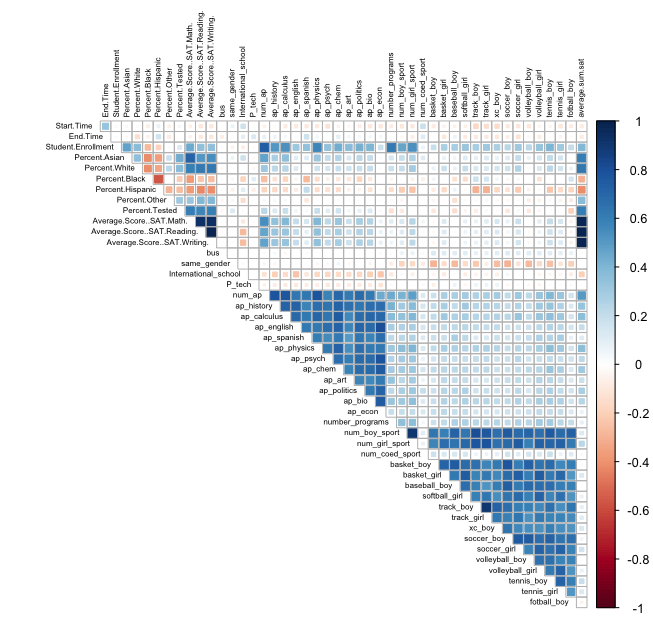 End.Time
Student.Enrollment
Percent.Asian
Percent.White
Percent.Black
Percent.Hispanic
Percent.Other
Percent.Tested
Average.Score..SAT.Math.
Average.Score..SAT.Reading.
Average.Score..SAT.Writing.
bus
same_gender
International_school
P_tech
num_ap
ap_history
ap_calculus
ap_english
ap_spanish
ap_physics
ap_psych
ap_chem
ap_art
ap_politics
ap_bio
ap_econ
number_programs
num_boy_sport
num_girl_sport
num_coed_sport
basket_boy
basket_girl
baseball_boy
softball_girl
track_boy
track_girl
xc_boy
soccer_boy
soccer_girl
volleyball_boy
volleyball_girl
tennis_boy
tennis_girl
fotball_boy
average.sum.sat
Start.Time
End.Time
Student.Enrollment
Percent.Asian
Percent.White
Percent.Black
Percent.Hispanic
Percent.Other
Percent.Tested
Average.Score..SAT.Math.
Average.Score..SAT.Reading.
Average.Score..SAT.Writing.
bus
same_gender
International_school
P_tech
num_ap
ap_history
ap_calculus
ap_english
ap_spanish
ap_physics
ap_psych
ap_chem
ap_art
ap_politics
ap_bio
ap_econ
number_programs
num_boy_sport
num_girl_sport
num_coed_sport
basket_boy
basket_girl
baseball_boy
softball_girl
track_boy
track_girl
xc_boy
soccer_boy
soccer_girl
volleyball_boy
volleyball_girl
tennis_boy
tennis_girl
fotball_boy
1
0.8
0.6
0.4
0.2
0
-0.2
-0.4
-0.6
-0.8
-1